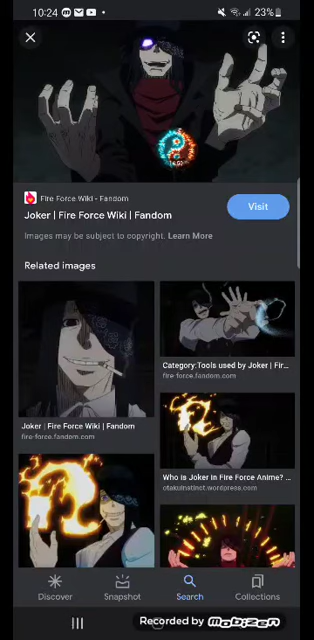 10:24
23%
14:50
Fire Force Wiki - Fandom
Joker | Fire Force Wiki | Fandom
Visit
Images may be subject to copyright. Learn More
Related images
Joker | Fire Force Wiki | Fandom
fire-force.fandom.com
Category:Tools used by Joker | Fir...
fire-force.fandom.com
Who is Joker in Fire Force Anime? ...
otakuinstinct.wordpress.com
Discover
Snapshot
Search
Collections
Recorded by Mobizen